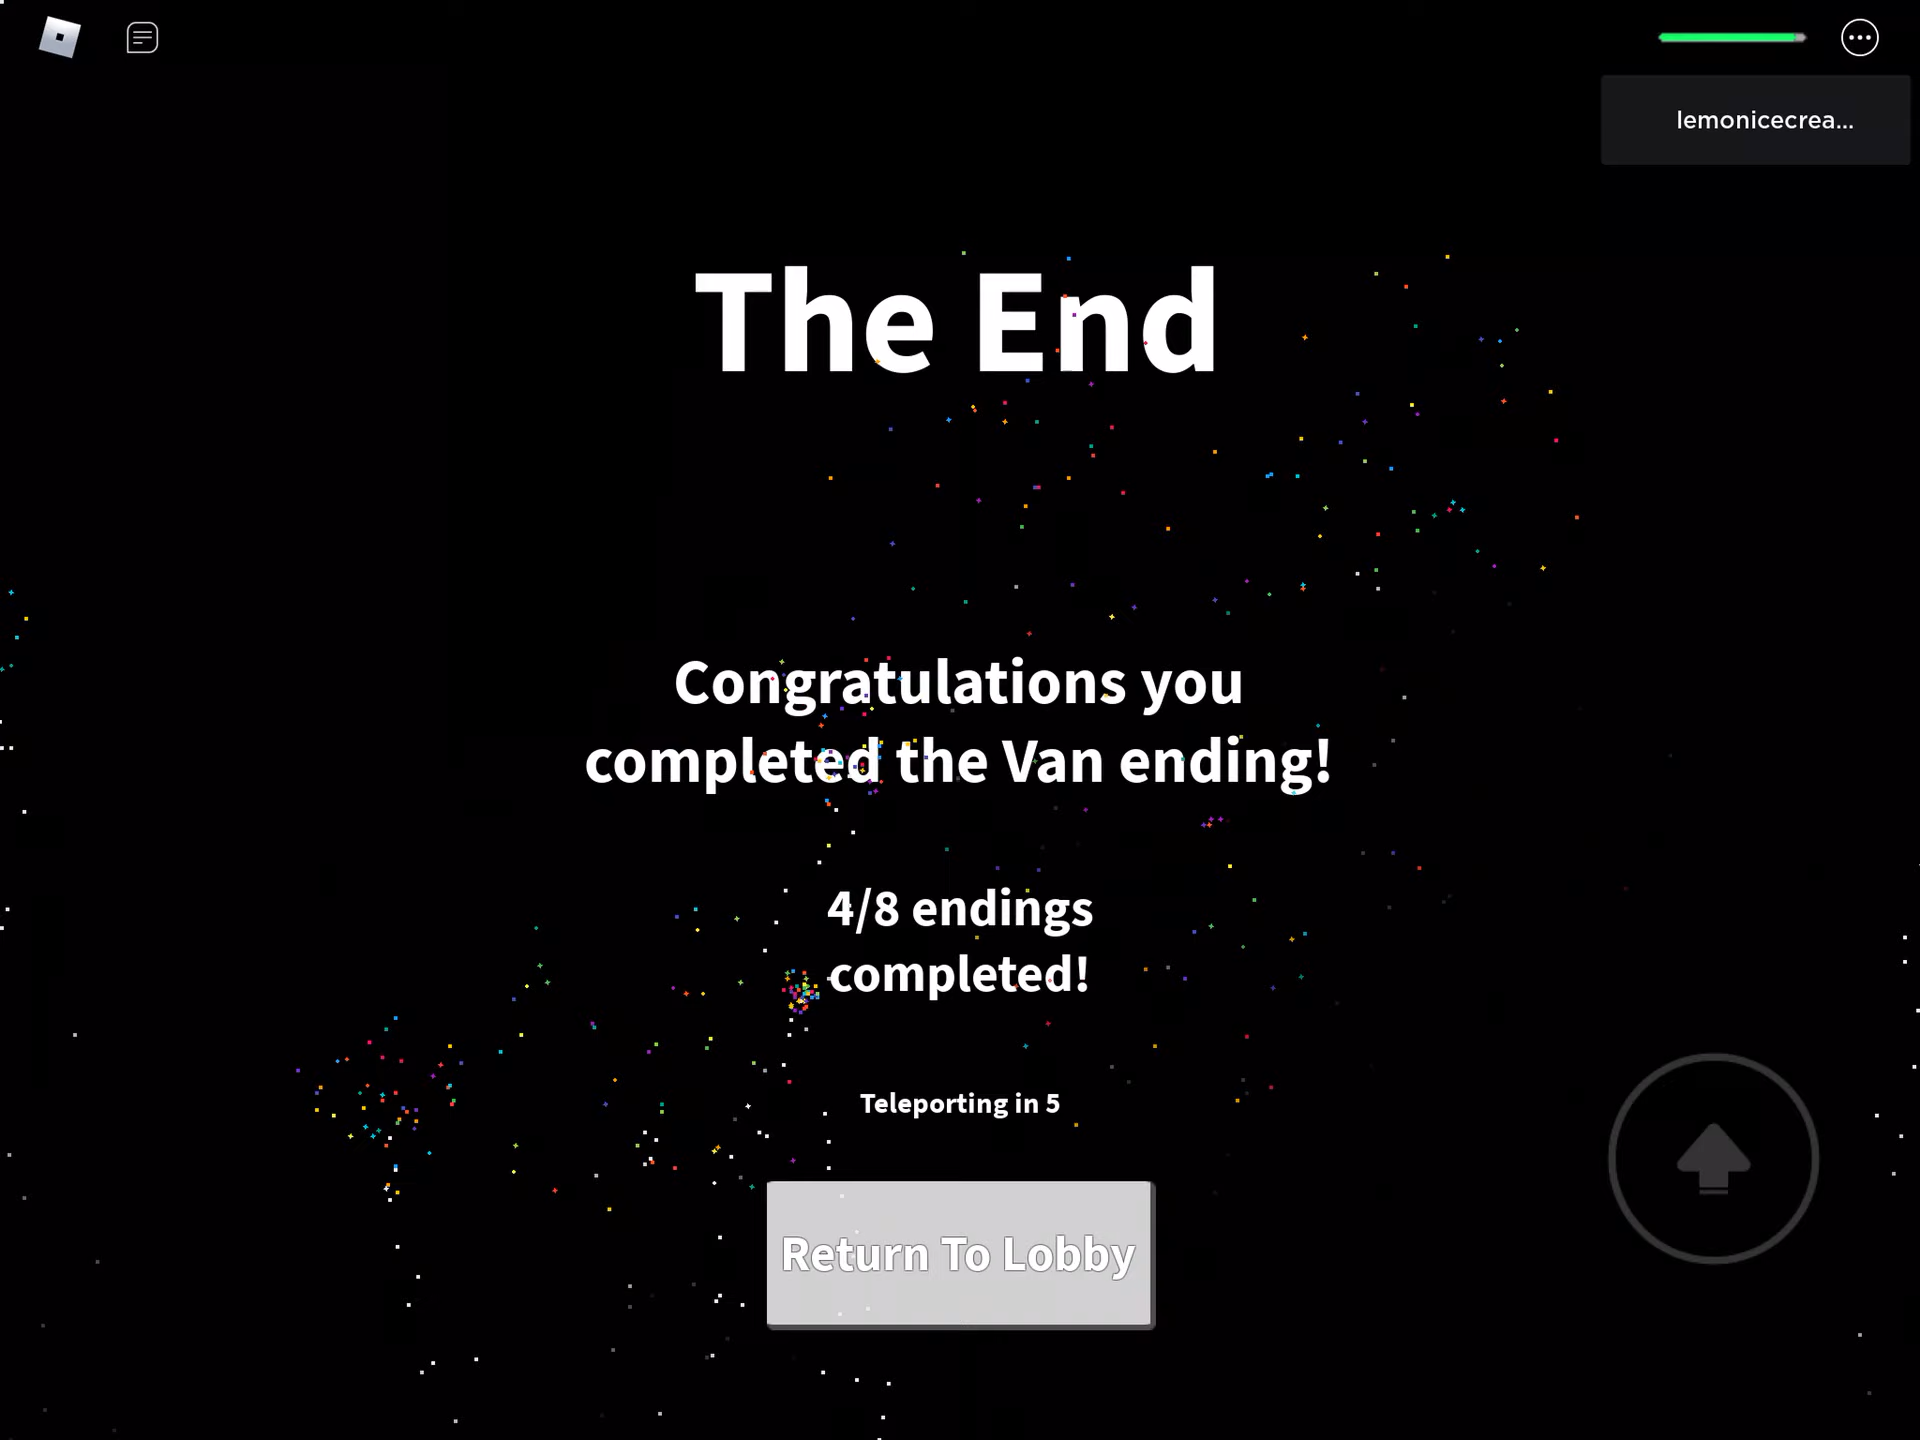 lemonicecrea...
The End
Congratulations you
completed the Van ending!
4/8 endings
completed!
Teleporting in 5
Return To Lobby